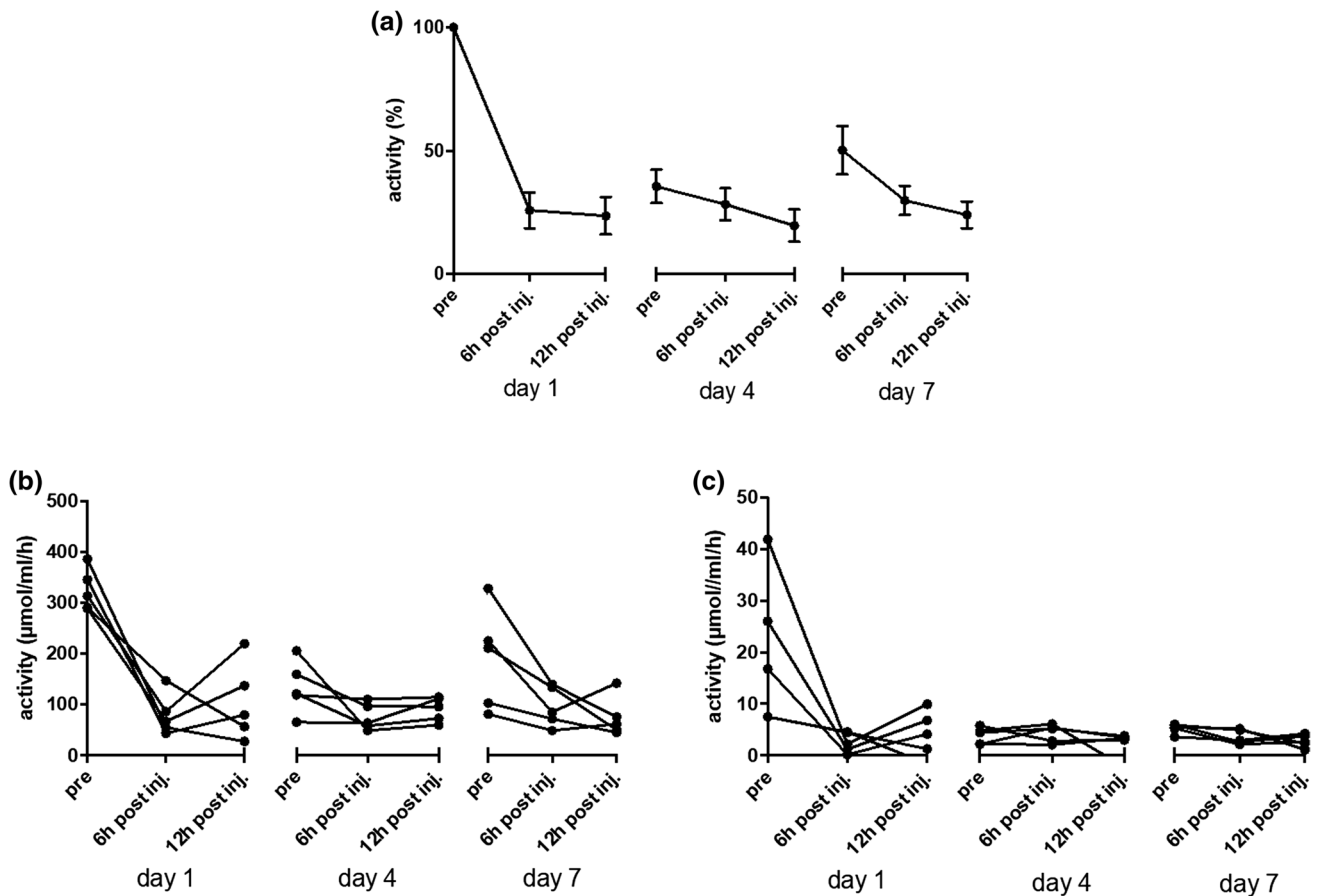 (a)
100
50
0
activity (%)
pre
6h post inj.
12h post inj.
day 1
pre
6h post inj.
12h post inj.
day 4
pre
6h post inj.
12h post inj.
day 7
(b)
500
400
300
200
100
0
activity (µmol/ml/h)
pre
6h post inj.
12h post inj.
day 1
pre
6h post inj.
12h post inj.
day 4
pre
6h post inj.
12h post inj.
day 7
(c)
50
40
30
20
10
0
activity (µmol//ml/h)
pre
6h post inj.
12h post inj.
day 1
pre
6h post inj.
12h post inj.
day 4
pre
6h post inj.
12h post inj.
day 7